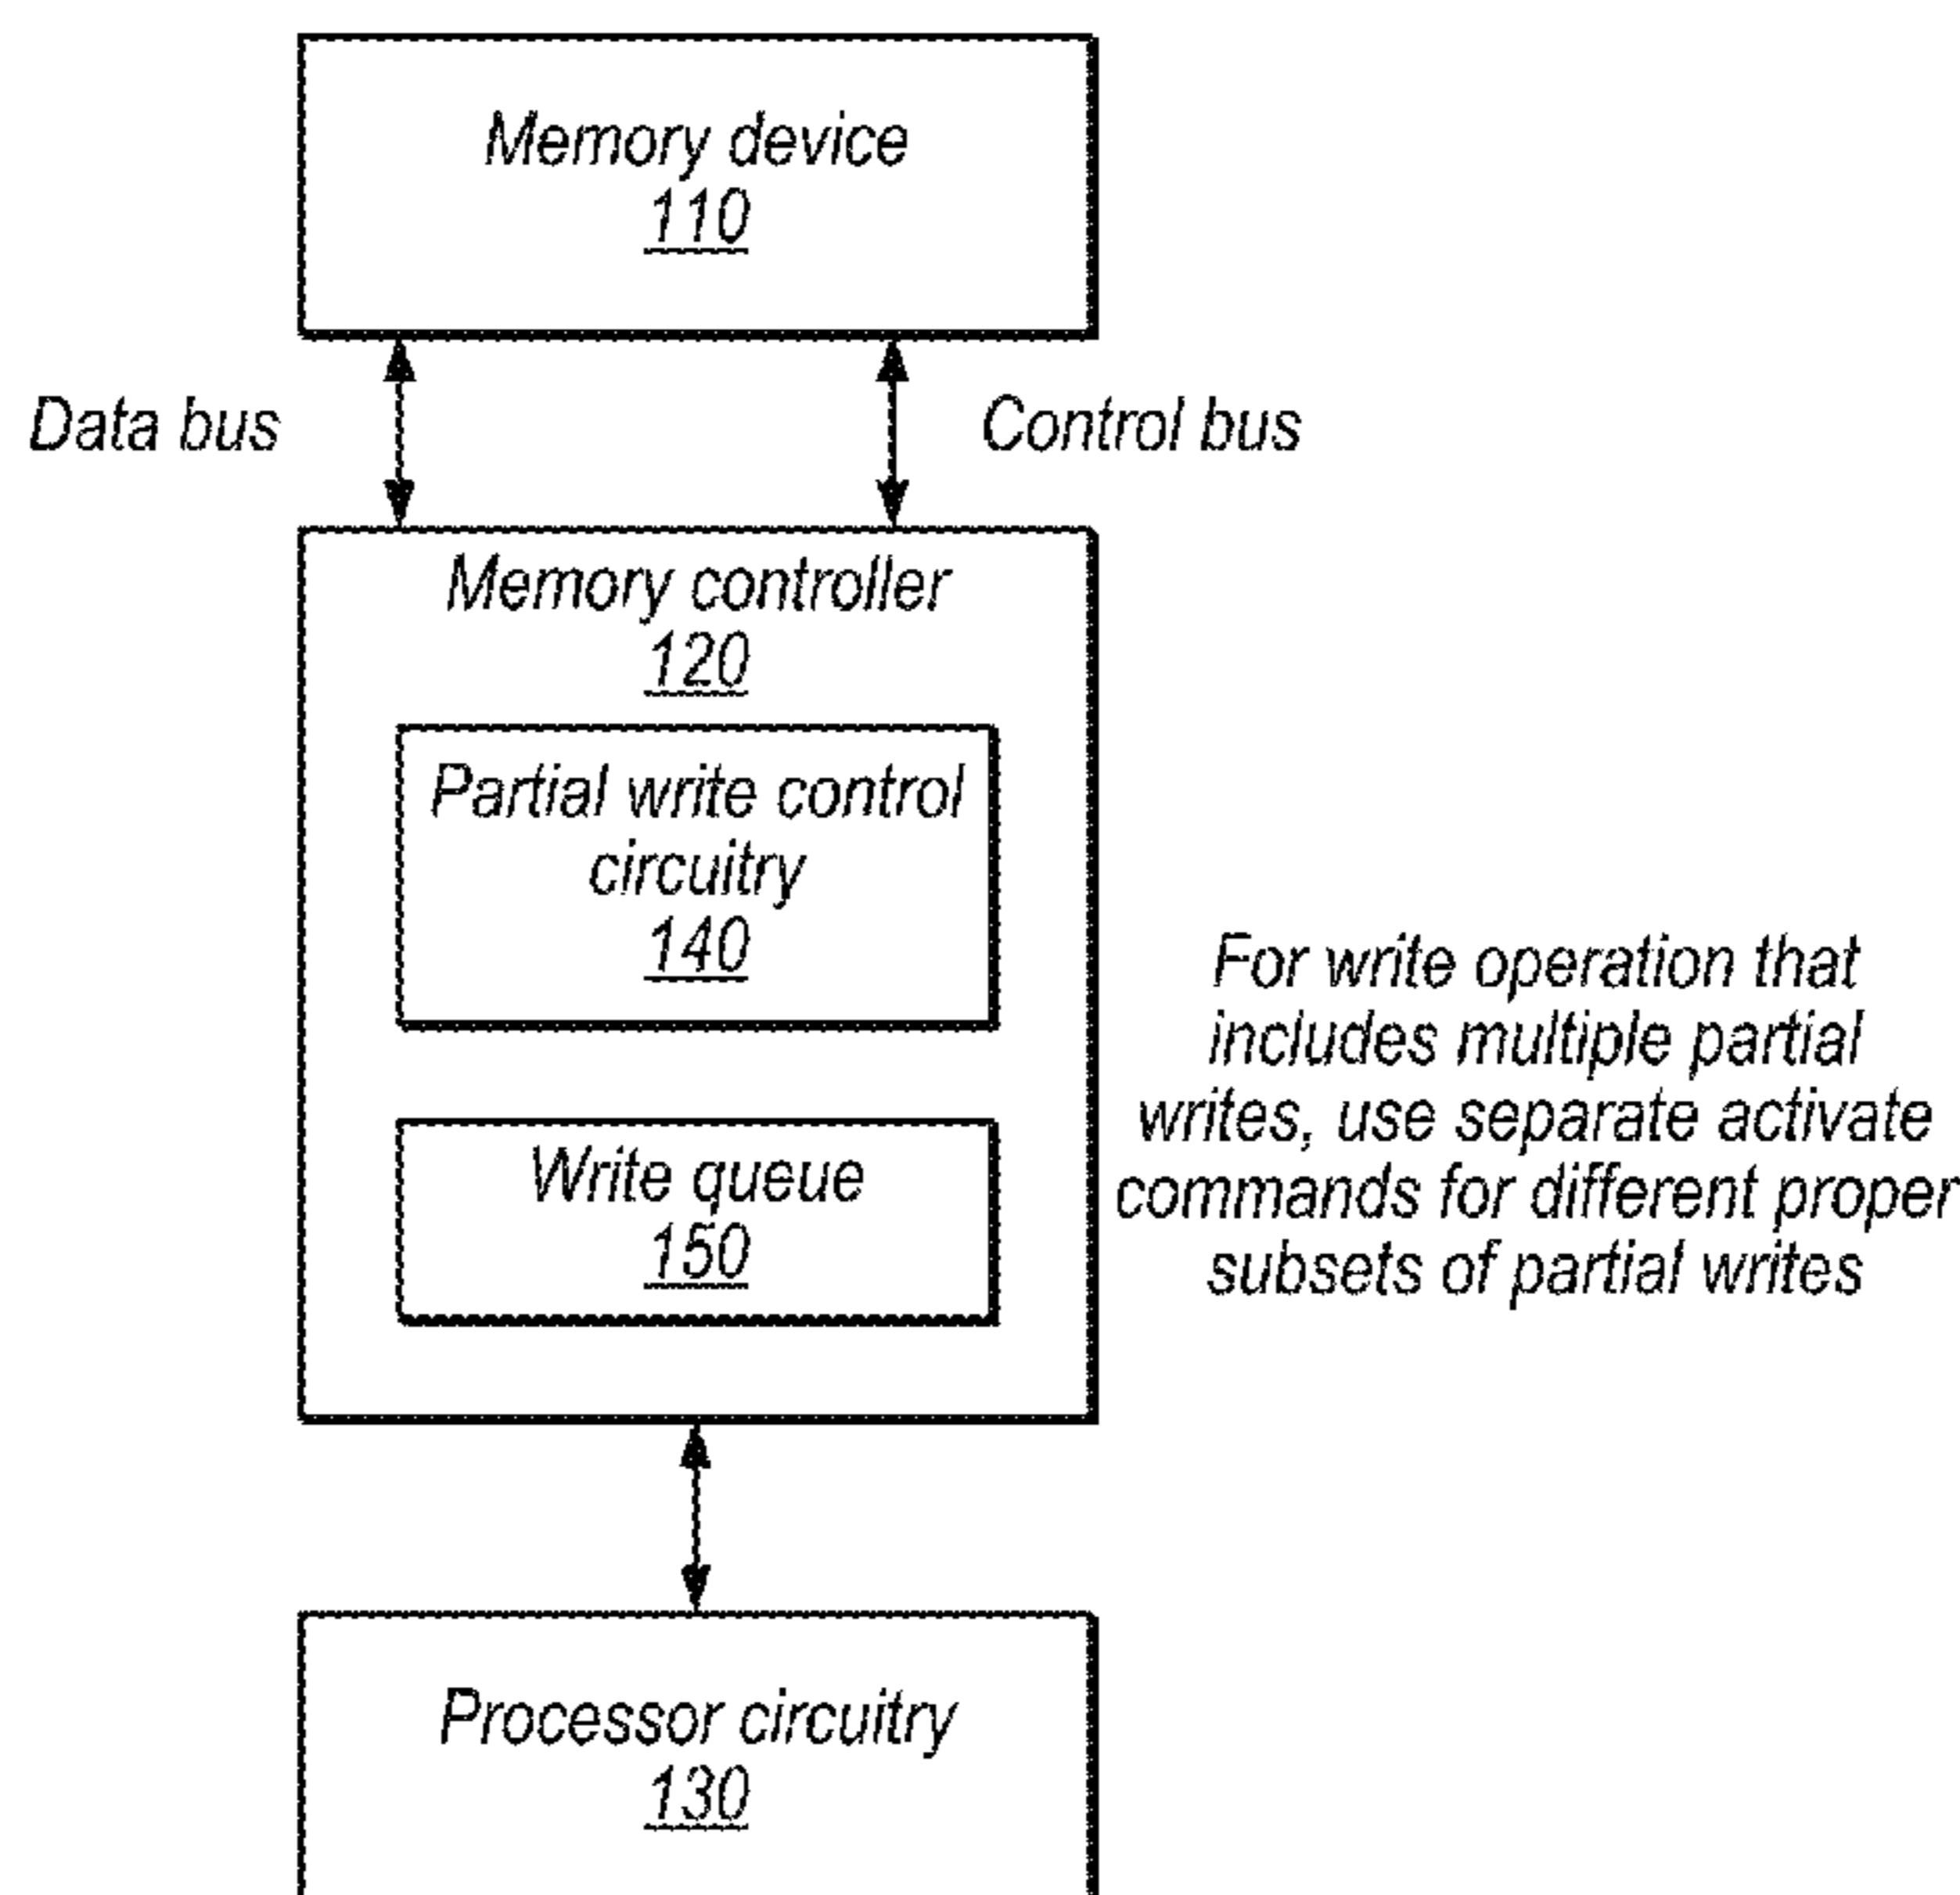 Memory device
110
Data bus
Control bus
Memory controller
120
Partial write control
circuitry
140
Write queue
150
For write operation that
includes multiple partial
writes, use separate activate
commands for different proper
subsets of partial writes
Processor circuitry
130